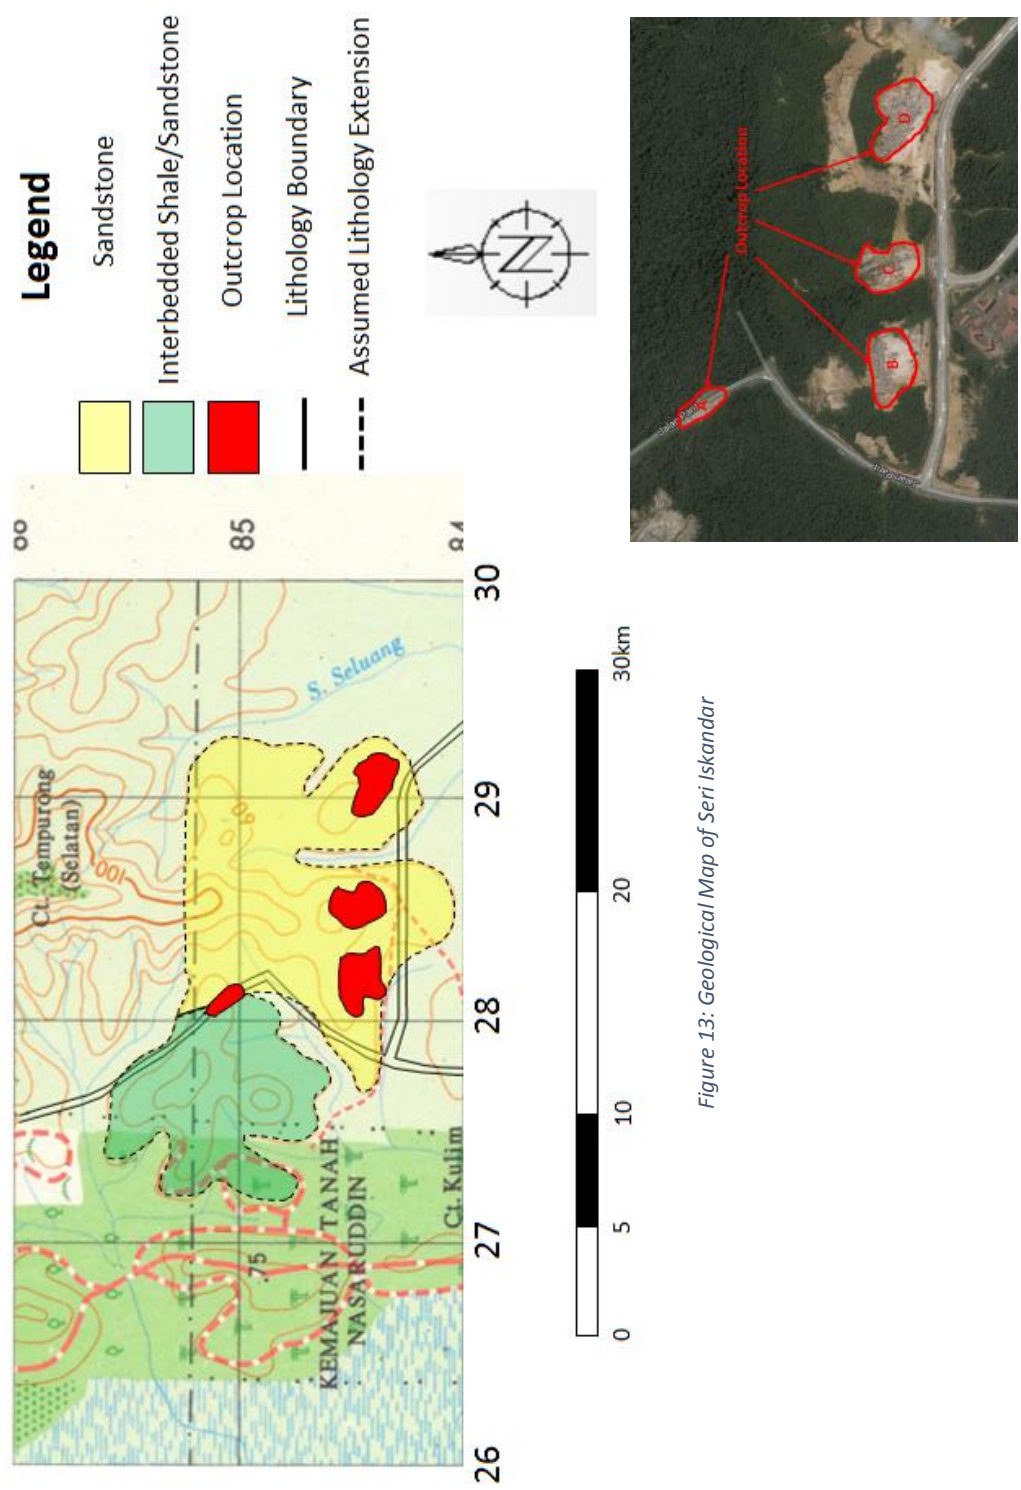 Legend
Sandstone
Interbedded Shale/Sandstone
Outcrop Location
Lithology Boundary
Assumed Lithology Extension
N
Ct. Tempurong
(Selatan)
100
60
S. Seluang
75
KEMAJUAN TANAH
NASARUDDIN
Ct. Kulim
85
84
26
27
28
29
30
0
5
10
20
30km
Outcrop Location
A
B
C
D
Figure 13: Geological Map of Seri Iskandar